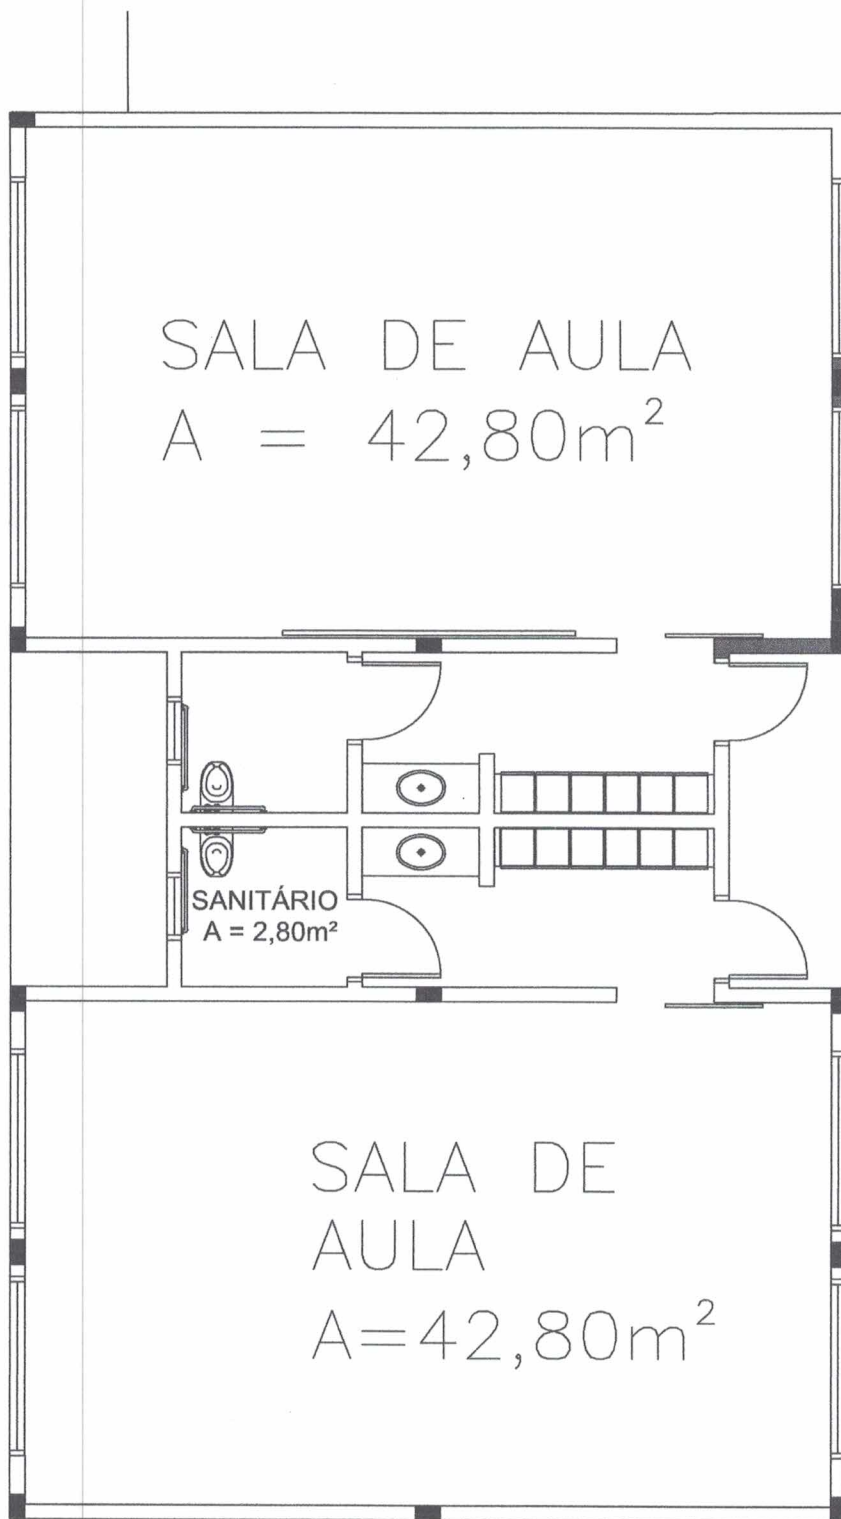 SALA DE AULA
A = 42,80m²
SANITÁRIO
A = 2,80m²
SALA DE
AULA
A=42,80m²